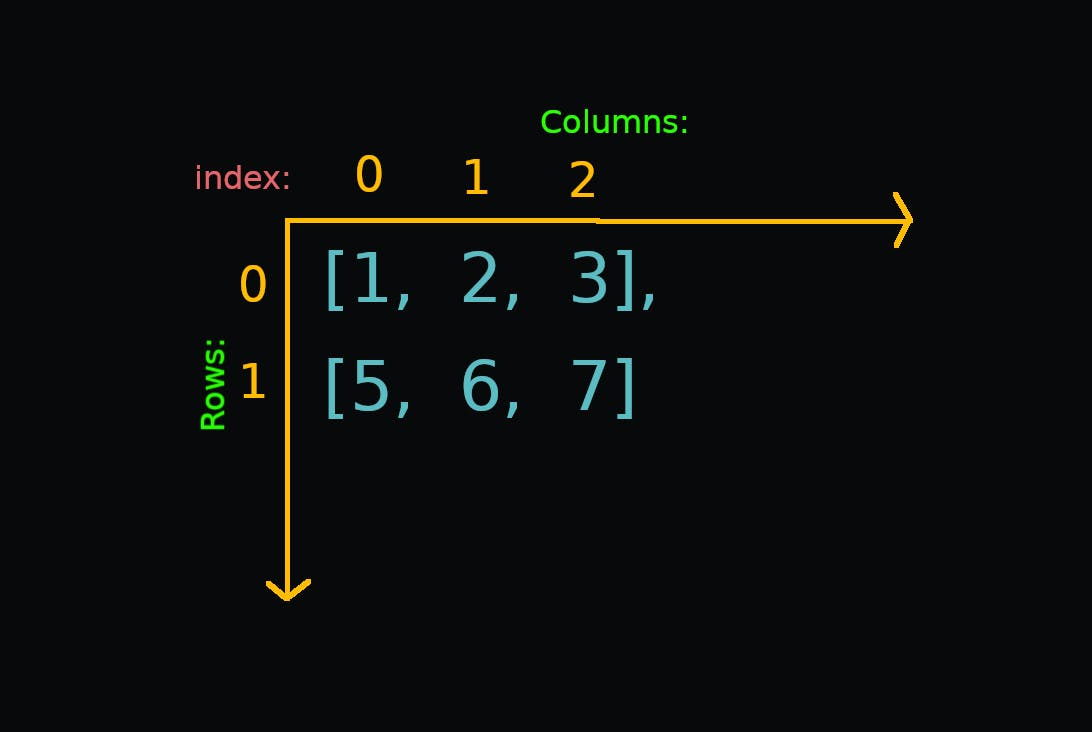 Columns:
index: 0 1 2
0 [1, 2, 3],
Rows:
1 [5, 6, 7]